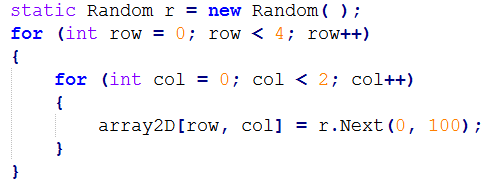 static Random r = new Random( );
for (int row = 0; row < 4; row++)
{
    for (int col = 0; col < 2; col++)
    {
        array2D[row, col] = r.Next(0, 100);
    }
}